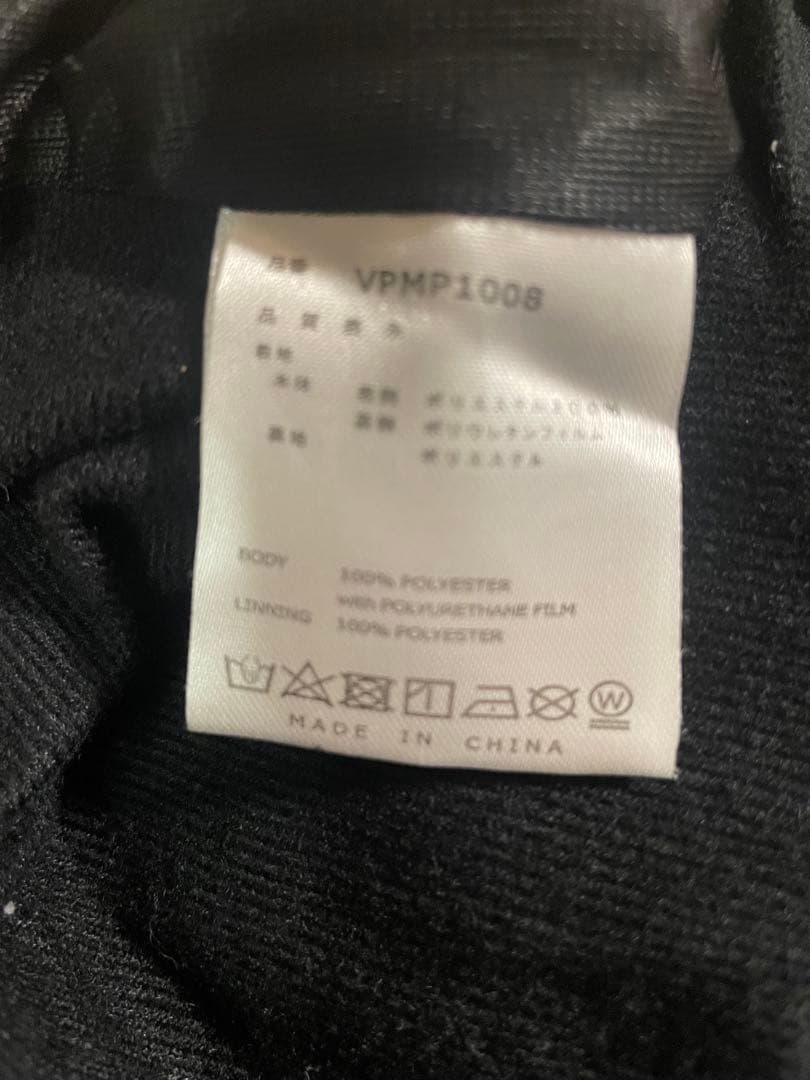 品番 VPMP1008
品質表示
表地
本体 表側 ポリエステル100%
裏側 ポリウレタンフィルム
裏地 ポリエステル
BODY 100% POLYESTER
with POLYURETHANE FILM
LINNING 100% POLYESTER
W
MADE IN CHINA